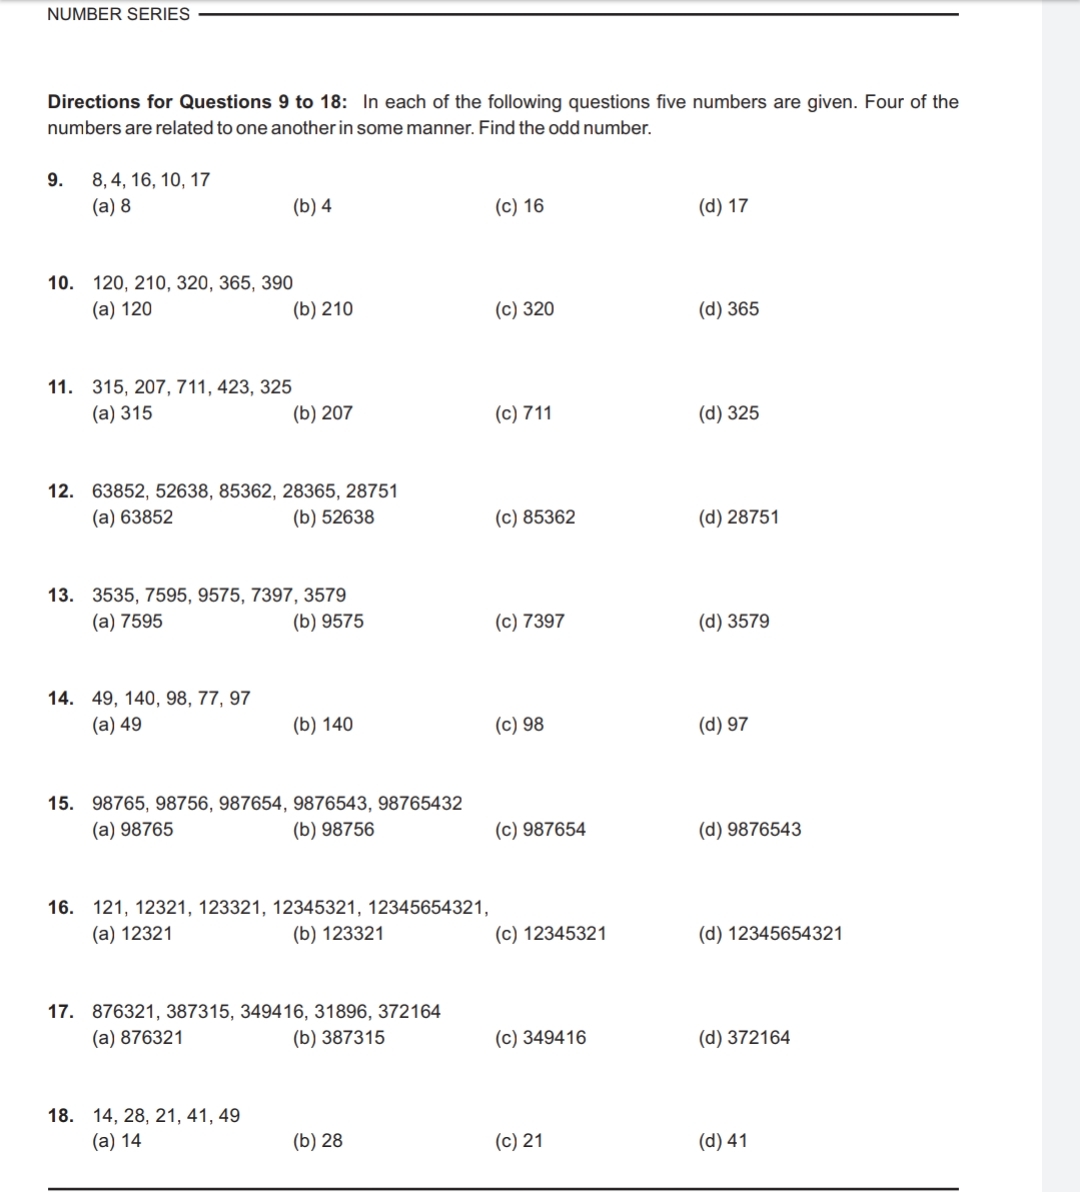 NUMBER SERIES
Directions for Questions 9 to 18: In each of the following questions five numbers are given. Four of the
numbers are related to one another in some manner. Find the odd number.
9. 8, 4, 16, 10, 17
(a) 8 (b) 4 (c) 16 (d) 17
10. 120, 210, 320, 365, 390
(a) 120 (b) 210 (c) 320 (d) 365
11. 315, 207, 711, 423, 325
(a) 315 (b) 207 (c) 711 (d) 325
12. 63852, 52638, 85362, 28365, 28751
(a) 63852 (b) 52638 (c) 85362 (d) 28751
13. 3535, 7595, 9575, 7397, 3579
(a) 7595 (b) 9575 (c) 7397 (d) 3579
14. 49, 140, 98, 77, 97
(a) 49 (b) 140 (c) 98 (d) 97
15. 98765, 98756, 987654, 9876543, 98765432
(a) 98765 (b) 98756 (c) 987654 (d) 9876543
16. 121, 12321, 123321, 12345321, 12345654321,
(a) 12321 (b) 123321 (c) 12345321 (d) 12345654321
17. 876321, 387315, 349416, 31896, 372164
(a) 876321 (b) 387315 (c) 349416 (d) 372164
18. 14, 28, 21, 41, 49
(a) 14 (b) 28 (c) 21 (d) 41